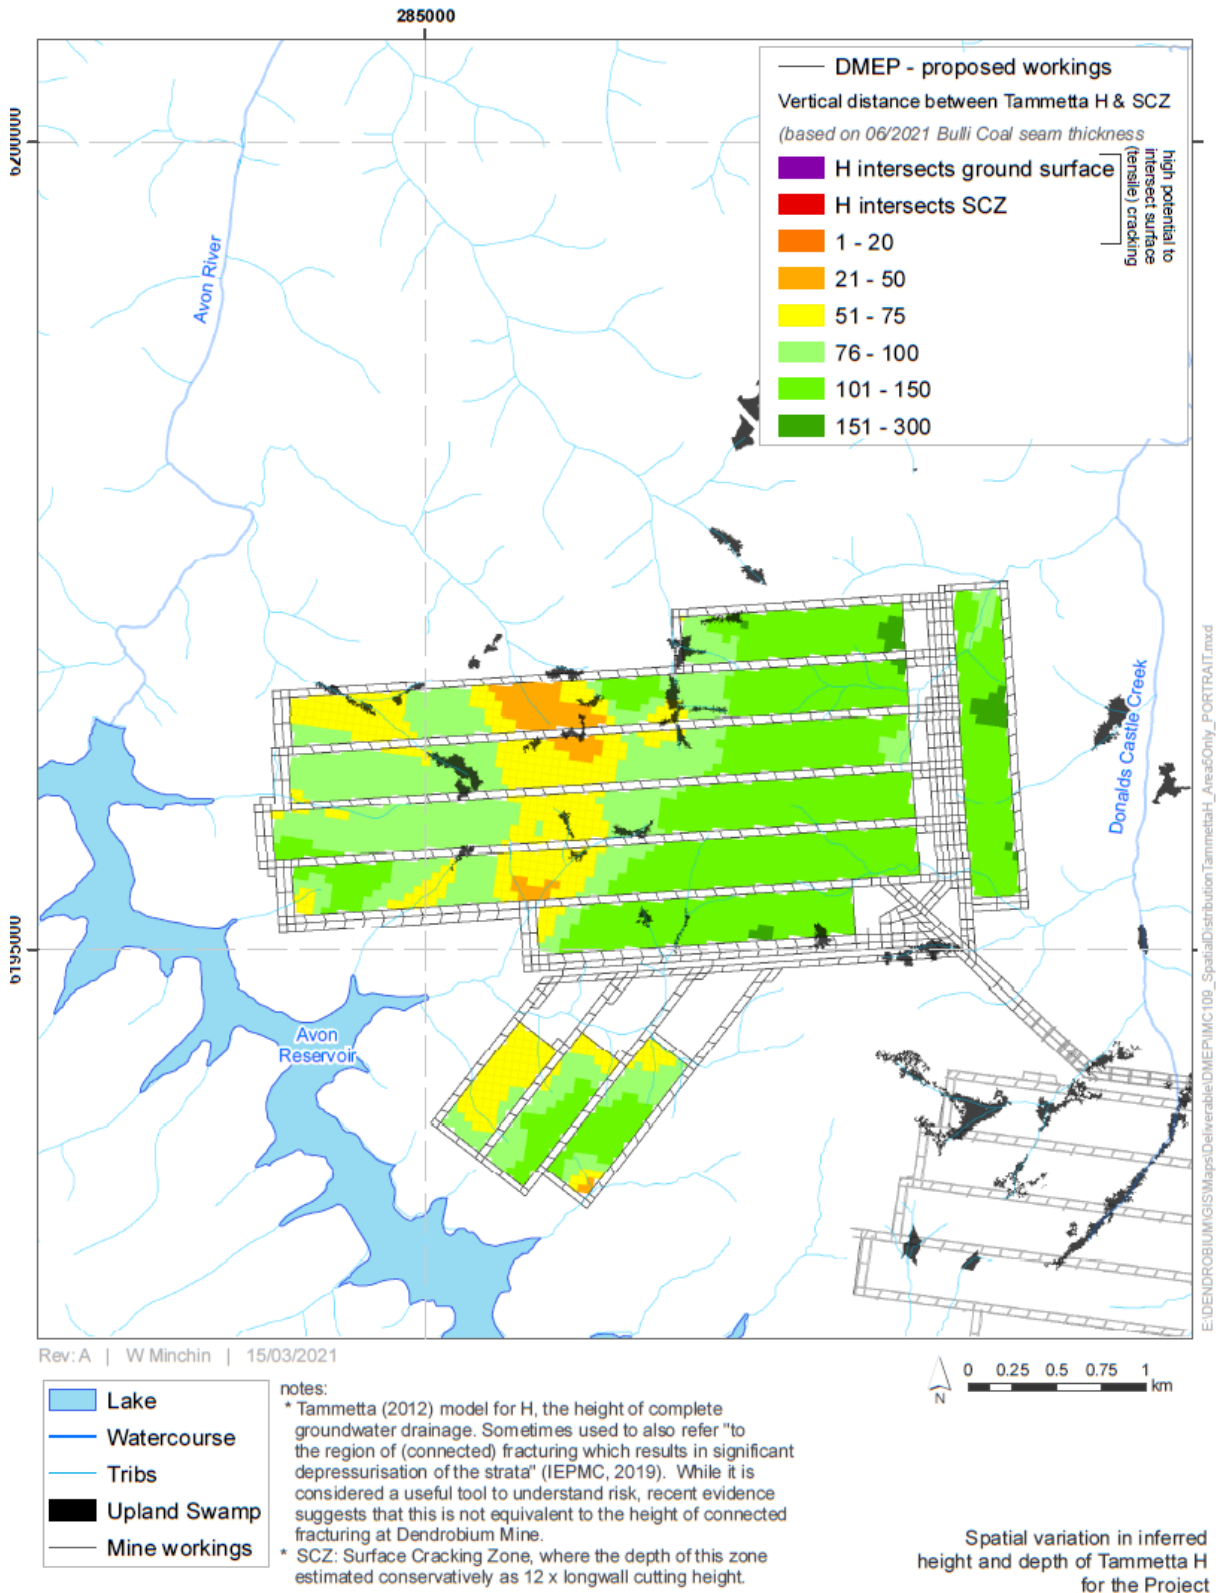 285000
6200000
6195000
DMEP - proposed workings
Vertical distance between Tammetta H & SCZ
(based on 06/2021 Bulli Coal seam thickness
H intersects ground surface
H intersects SCZ
1 - 20
21 - 50
51 - 75
76 - 100
101 - 150
151 - 300
high potential to
intersect surface
(tensile) cracking
Avon River
Donalds Castle Creek
Avon
Reservoir
E:\DENDROBIUM\GIS\Maps\Deliverable\DMEP\IMC109_SpatialDistributionTammettaH_Area5Only_PORTRAIT.mxd
Rev: A | W Minchin | 15/03/2021
Lake
Watercourse
Tribs
Upland Swamp
Mine workings
notes:
* Tammetta (2012) model for H, the height of complete
groundwater drainage. Sometimes used to also refer "to
the region of (connected) fracturing which results in significant
depressurisation of the strata" (IEPMC, 2019). While it is
considered a useful tool to understand risk, recent evidence
suggests that this is not equivalent to the height of connected
fracturing at Dendrobium Mine.
* SCZ: Surface Cracking Zone, where the depth of this zone
estimated conservatively as 12 x longwall cutting height.
N
0 0.25 0.5 0.75 1
km
Spatial variation in inferred
height and depth of Tammetta H
for the Project